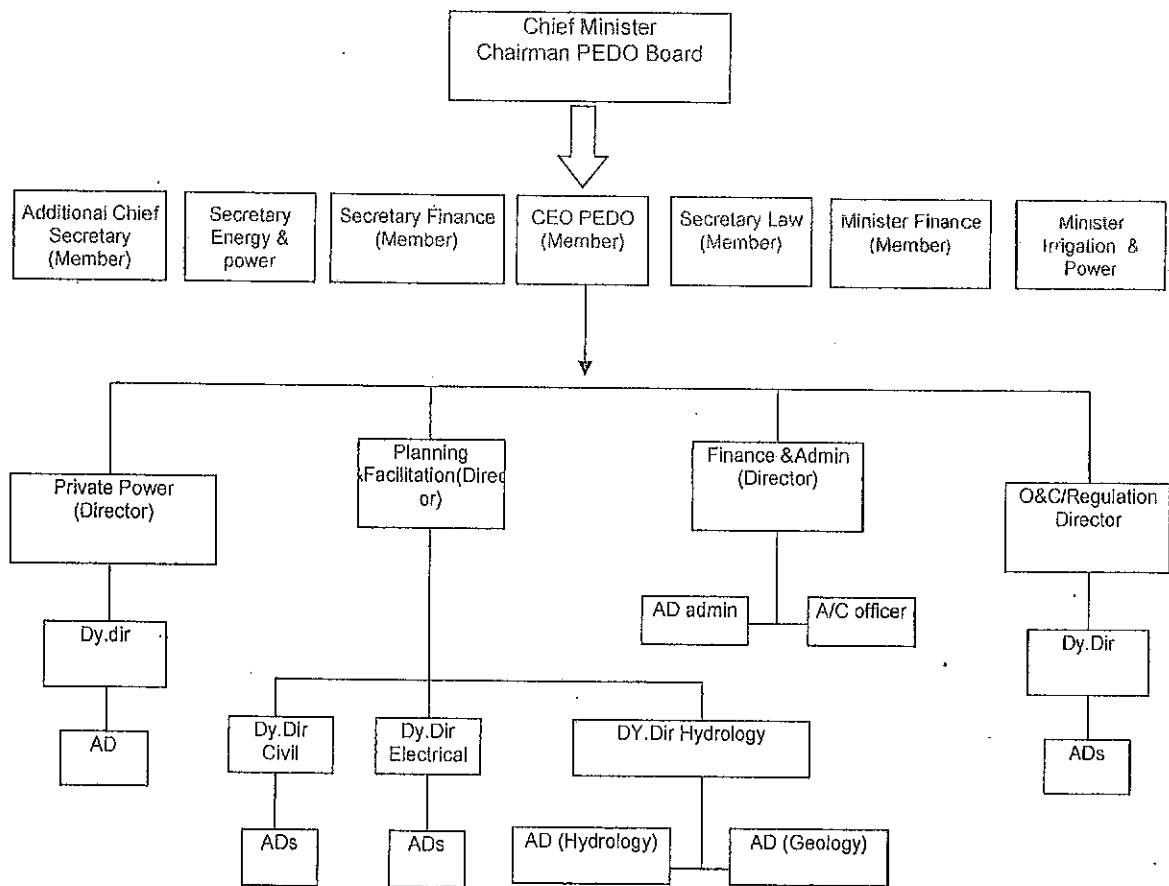 Chief Minister
Chairman PEDO Board
Additional Chief
Secretary
(Member)
Secretary
Energy &
power
Secretary Finance
(Member)
CEO PEDO
(Member)
Secretary Law
(Member)
Minister Finance
(Member)
Minister
Irrigation &
Power
Private Power
(Director)
Planning
&Facilitation(Direct
or)
Finance &Admin
(Director)
O&C/Regulation
Director
Dy.dir
AD admin
A/C officer
Dy.Dir
AD
Dy.Dir
Civil
Dy.Dir
Electrical
DY.Dir Hydrology
ADs
ADs
ADs
AD (Hydrology)
AD (Geology)